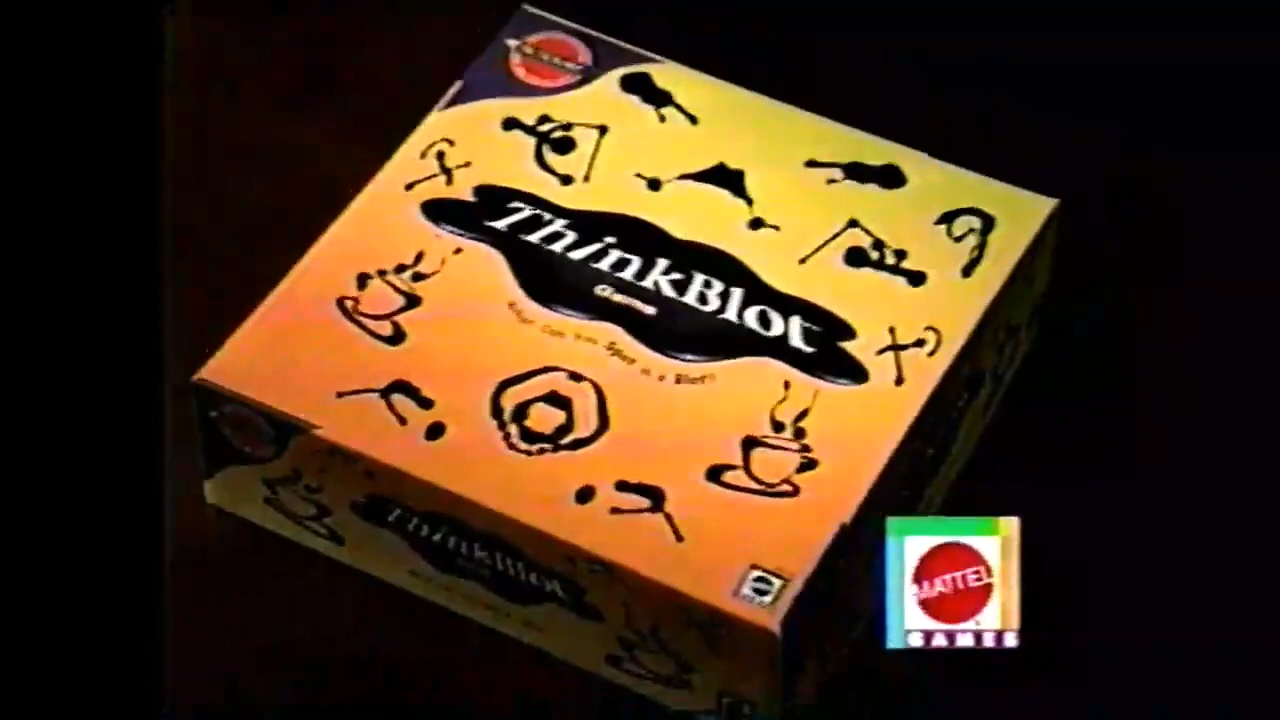 ThinkBlot
Game
What Can You Spot in a Blot?
ThinkBlot
MATTEL
GAMES